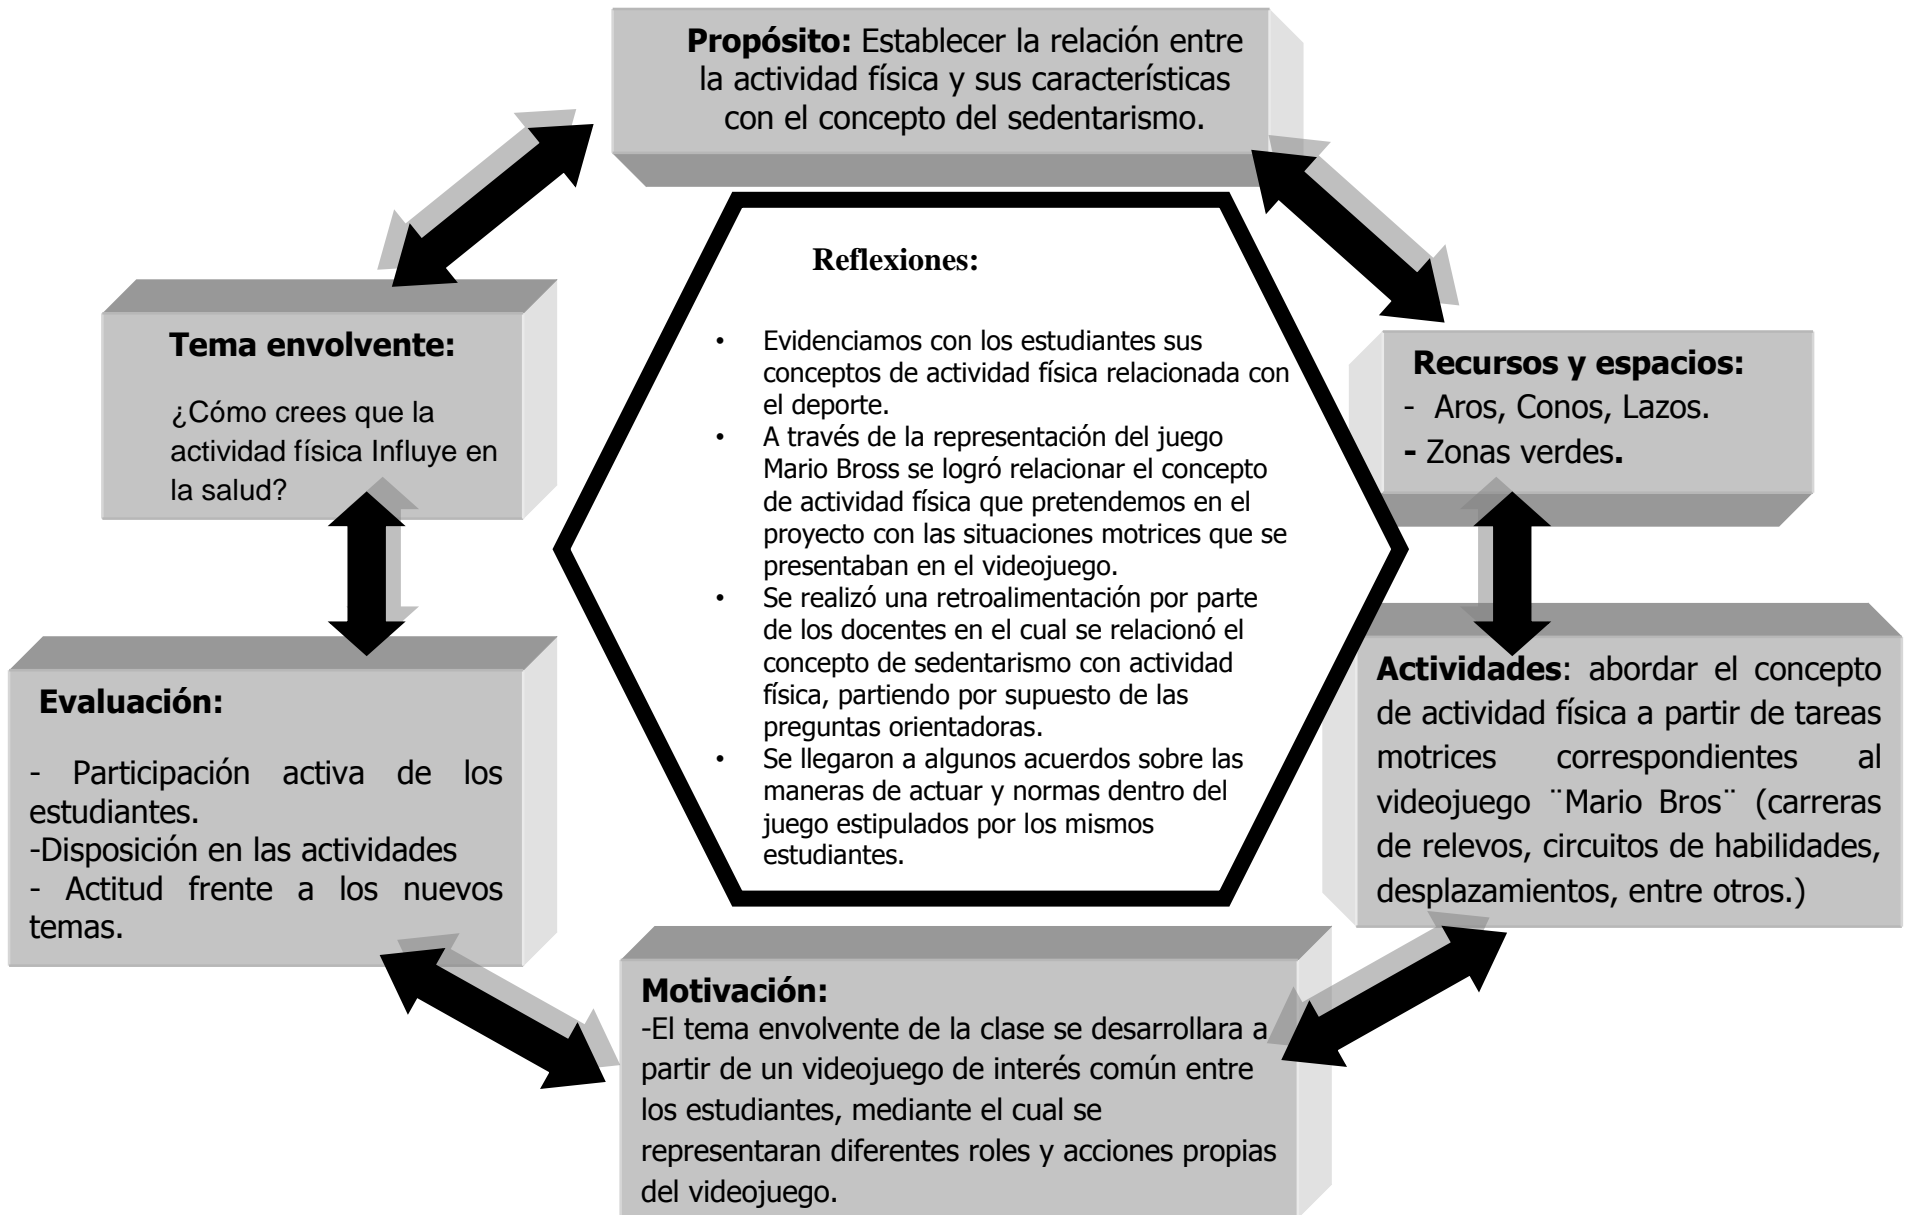 Propósito: Establecer la relación entre
la actividad física y sus características
con el concepto del sedentarismo.
Reflexiones:
• Evidenciamos con los estudiantes sus
conceptos de actividad física relacionada con
el deporte.
• A través de la representación del juego
Mario Bross se logró relacionar el concepto
de actividad física que pretendemos en el
proyecto con las situaciones motrices que se
presentaban en el videojuego.
• Se realizó una retroalimentación por parte
de los docentes en el cual se relacionó el
concepto de sedentarismo con actividad
física, partiendo por supuesto de las
preguntas orientadoras.
• Se llegaron a algunos acuerdos sobre las
maneras de actuar y normas dentro del
juego estipulados por los mismos
estudiantes.
Tema envolvente:
¿Cómo crees que la
actividad física Influye en
la salud?
Recursos y espacios:
- Aros, Conos, Lazos.
- Zonas verdes.
Evaluación:
- Participación activa de los
estudiantes.
-Disposición en las actividades
- Actitud frente a los nuevos
temas.
Actividades: abordar el concepto
de actividad física a partir de tareas
motrices correspondientes al
videojuego ¨Mario Bros¨ (carreras
de relevos, circuitos de habilidades,
desplazamientos, entre otros.)
Motivación:
-El tema envolvente de la clase se desarrollara a
partir de un videojuego de interés común entre
los estudiantes, mediante el cual se
representaran diferentes roles y acciones propias
del videojuego.